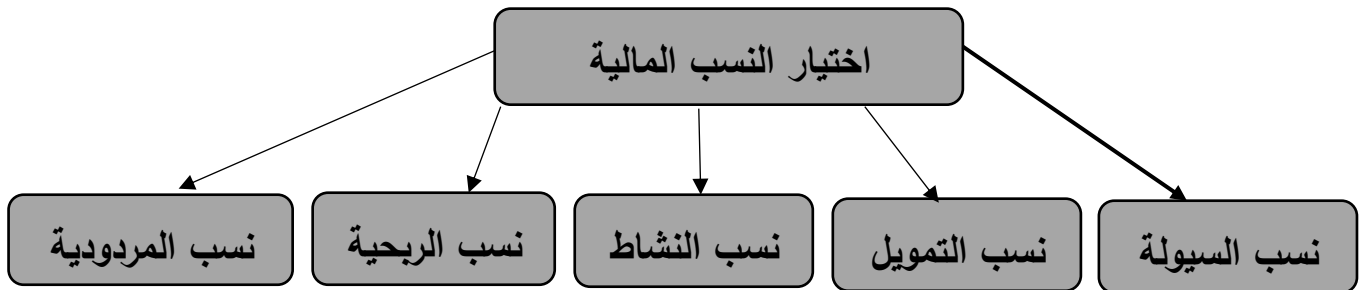 اختيار النسب المالية
نسب السيولة
نسب التمويل
نسب النشاط
نسب الربحية
نسب المردودية